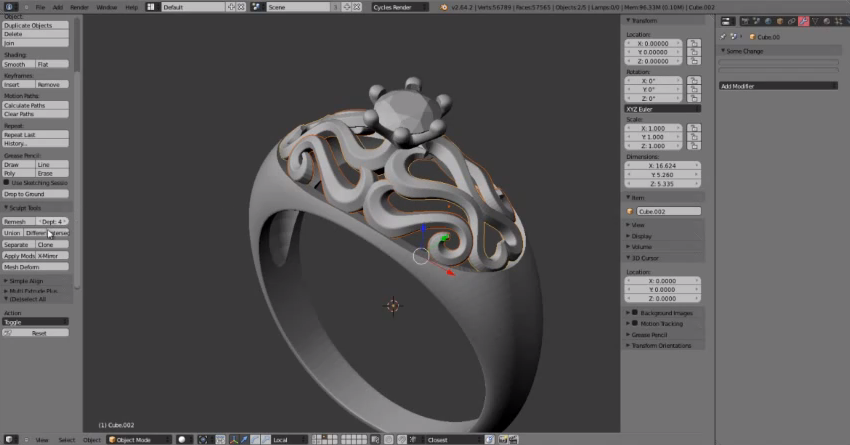 File Add Render Window Help
Default
Scene
Cycles Render
v2.64.2 | Verts:56789 | Faces:57565 | Objects:2/5 | Lamps:0/0 | Mem:96.33M (0.10M) | Cube.002
Object:
Duplicate Objects
Delete
Join
Shading:
Smooth Flat
Keyframes:
Insert Remove
Motion Paths:
Calculate Paths
Clear Paths
Repeat:
Repeat Last
History...
Grease Pencil:
Draw Line
Poly Erase
Use Sketching Sessio
Drop to Ground
Sculpt Tools
Remesh Dept: 4
Union Differen
Separate Clone
Apply Mods X-Mirror
Mesh Deform
Simple Align
(De)select All
Action
Toggle
Reset
Transform
Location:
X: 0.00000
Y: 0.00000
Z: 0.00000
Rotation:
X: 0°
Y: 0°
Z: 0°
XYZ Euler
Scale:
X: 1.000
Y: 1.000
Z: 1.000
Dimensions:
X: 16.624
Y: 5.260
Z: 5.335
Item
Cube.002
View
Display
Volume
3D Cursor
Location:
X: 0.0000
Y: 0.0000
Z: 0.0000
Background Images
Motion Tracking
Grease Pencil
Transform Orientations
Cube.00
Some Change
Add Modifier
(1) Cube.002
View Select Object
Object Mode
Local
Closest